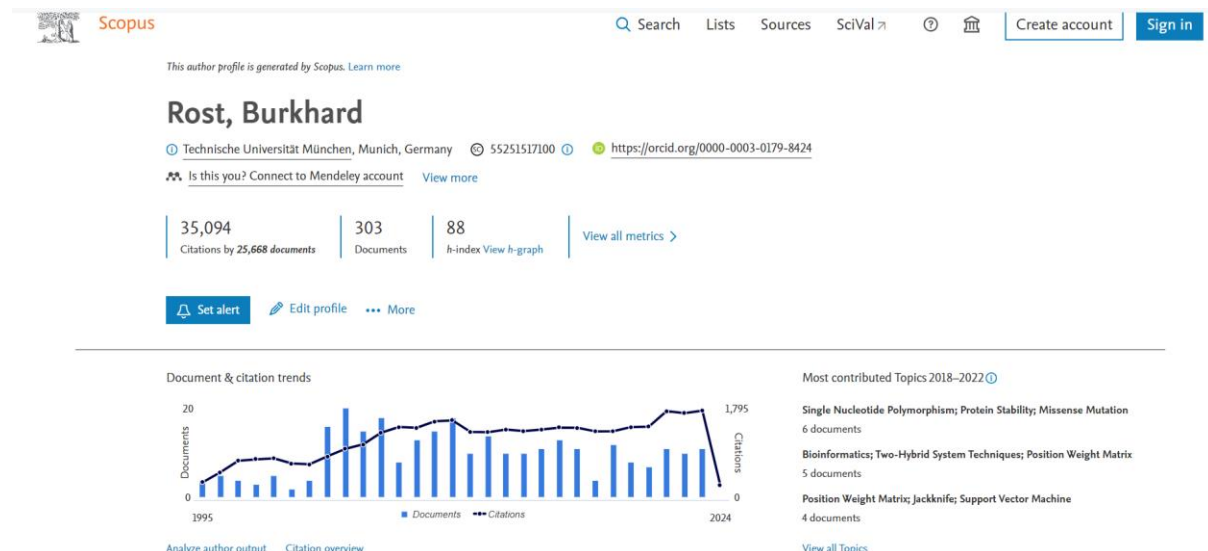 Scopus
Search Lists Sources SciVal Create account Sign in
This author profile is generated by Scopus. Learn more
Rost, Burkhard
Technische Universität München, Munich, Germany SC 55251517100 iD https://orcid.org/0000-0003-0179-8424
Is this you? Connect to Mendeley account View more
35,094 303 88
Citations by 25,668 documents Documents h-index View h-graph View all metrics >
Set alert Edit profile ••• More
Document & citation trends Most contributed Topics 2018–2022
20 1,795
Single Nucleotide Polymorphism; Protein Stability; Missense Mutation
6 documents
Documents Citations
Bioinformatics; Two-Hybrid System Techniques; Position Weight Matrix
5 documents
0 0
Position Weight Matrix; Jackknife; Support Vector Machine
1995 Documents Citations 2024 4 documents
Analyze author output Citation overview View all Topics